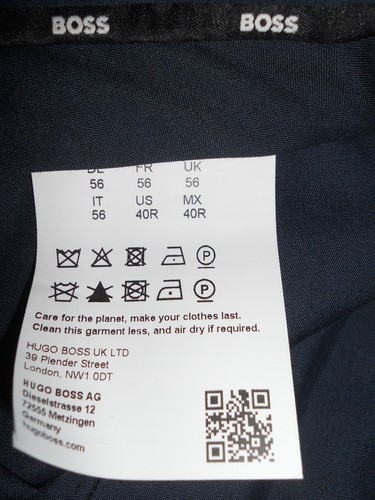 BOSS BOSS
DE FR UK
56 56 56
IT US MX
56 40R 40R
P
P
Care for the planet, make your clothes last.
Clean this garment less, and air dry if required.
HUGO BOSS UK LTD
39 Plender Street
London, NW1 0DT
HUGO BOSS AG
Dieselstrasse 12
72555 Metzingen
Germany
hugoboss.com